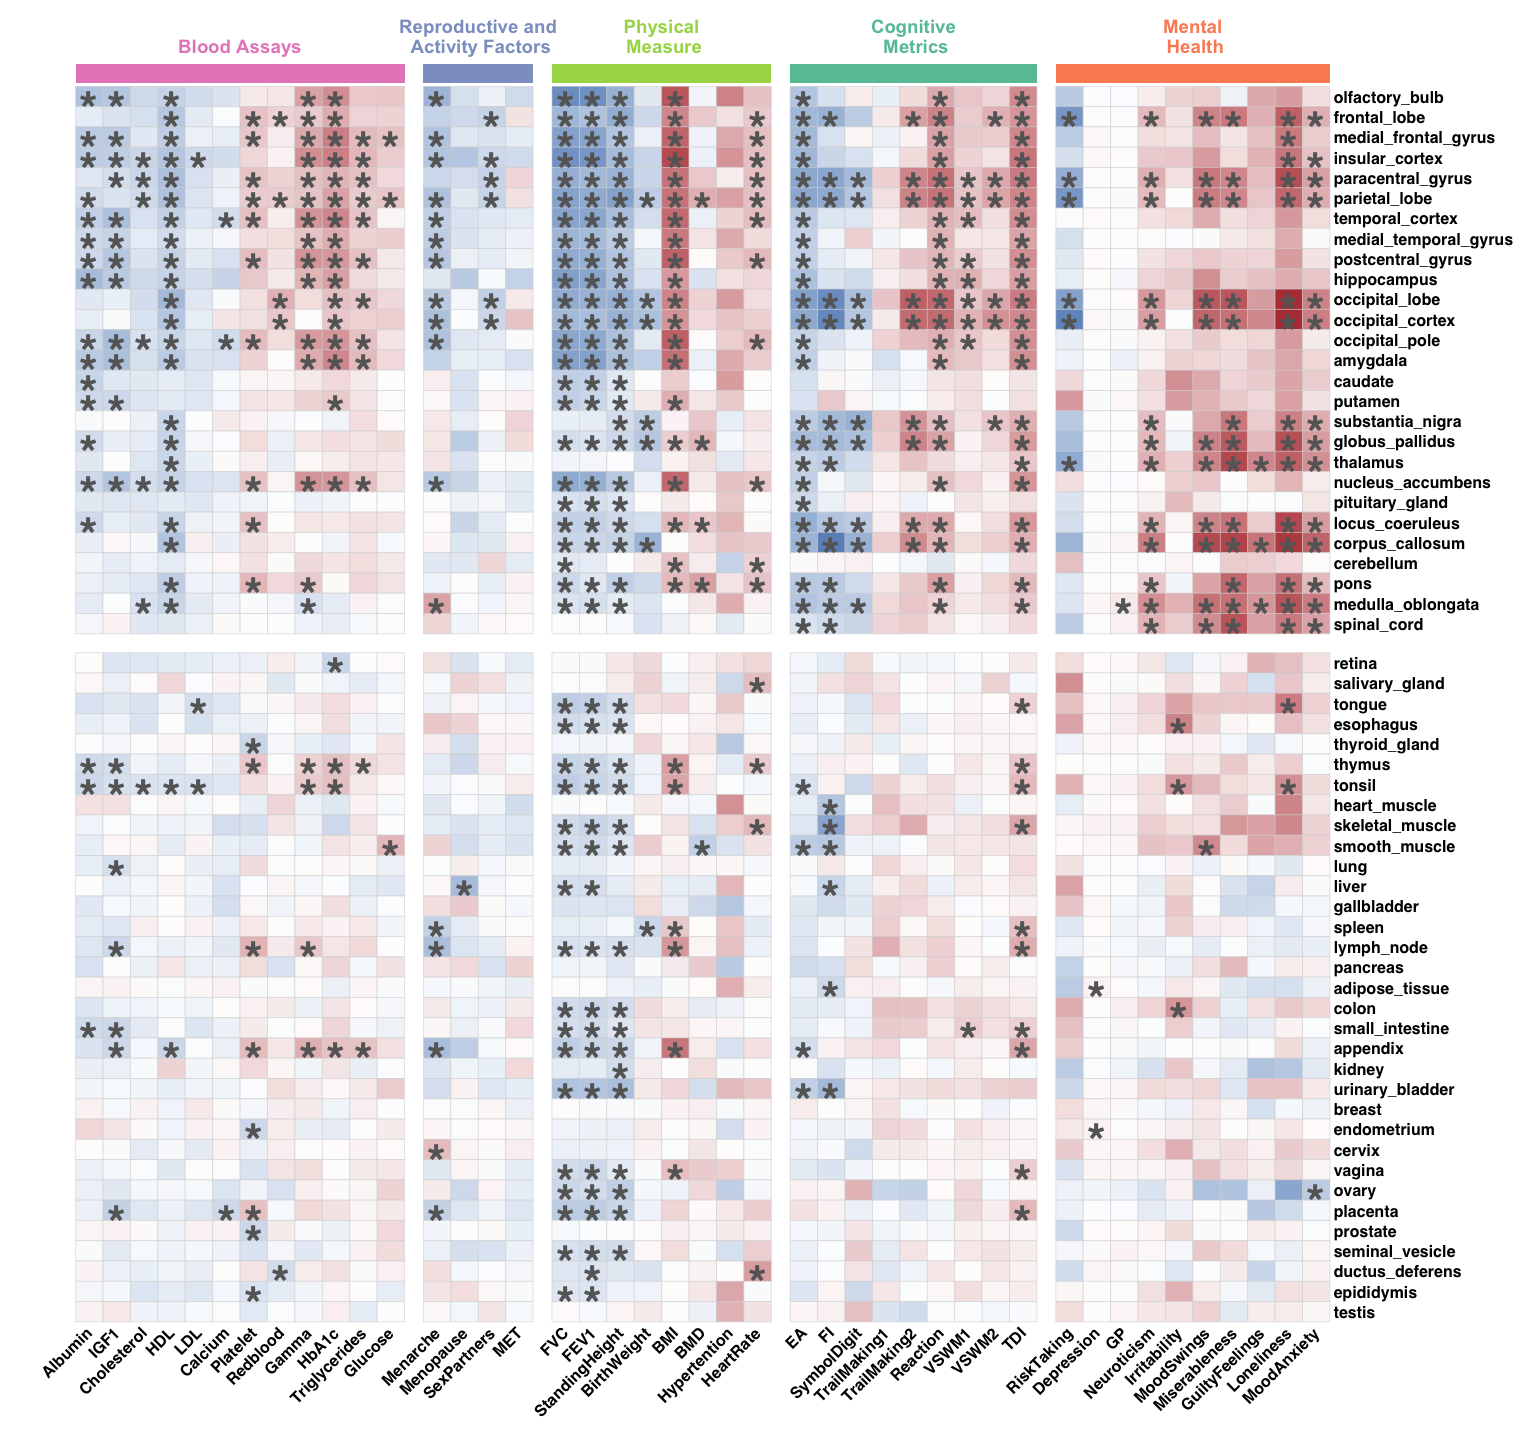 Blood Assays
Reproductive and
Activity Factors
Physical
Measure
Cognitive
Metrics
Mental
Health
olfactory_bulb
frontal_lobe
medial_frontal_gyrus
insular_cortex
paracentral_gyrus
parietal_lobe
temporal_cortex
medial_temporal_gyrus
postcentral_gyrus
hippocampus
occipital_lobe
occipital_cortex
occipital_pole
amygdala
caudate
putamen
substantia_nigra
globus_pallidus
thalamus
nucleus_accumbens
pituitary_gland
locus_coeruleus
corpus_callosum
cerebellum
pons
medulla_oblongata
spinal_cord
retina
salivary_gland
tongue
esophagus
thyroid_gland
thymus
tonsil
heart_muscle
skeletal_muscle
smooth_muscle
lung
liver
gallbladder
spleen
lymph_node
pancreas
adipose_tissue
colon
small_intestine
appendix
kidney
urinary_bladder
breast
endometrium
cervix
vagina
ovary
placenta
prostate
seminal_vesicle
ductus_deferens
epididymis
testis
Albumin
IGF1
Cholesterol
HDL
LDL
Calcium
Platelet
Redblood
Gamma
HbA1c
Triglycerides
Glucose
Menarche
Menopause
SexPartners
MET
FVC
FEV1
StandingHeight
BirthWeight
BMI
BMD
Hypertention
HeartRate
EA
FI
SymbolDigit
TrailMaking1
TrailMaking2
Reaction
VSWM1
VSWM2
TDI
RiskTaking
Depression
GP
Neuroticism
Irritability
MoodSwings
Miserableness
GuiltyFeelings
Loneliness
MoodAnxiety